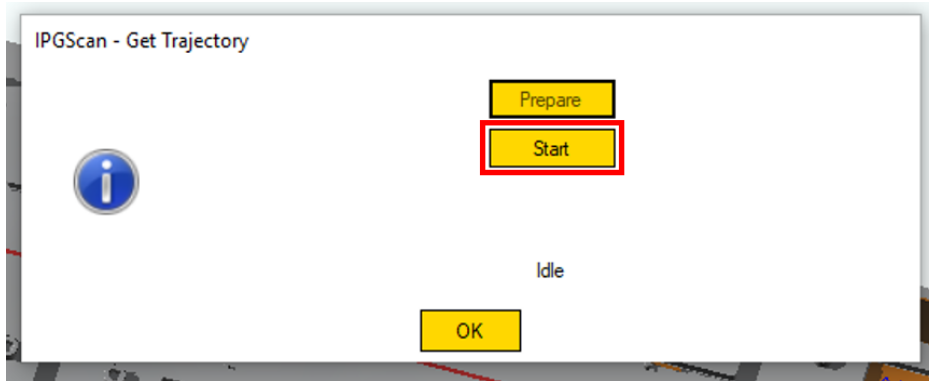 IPGScan - Get Trajectory
Prepare
Start
Idle
OK